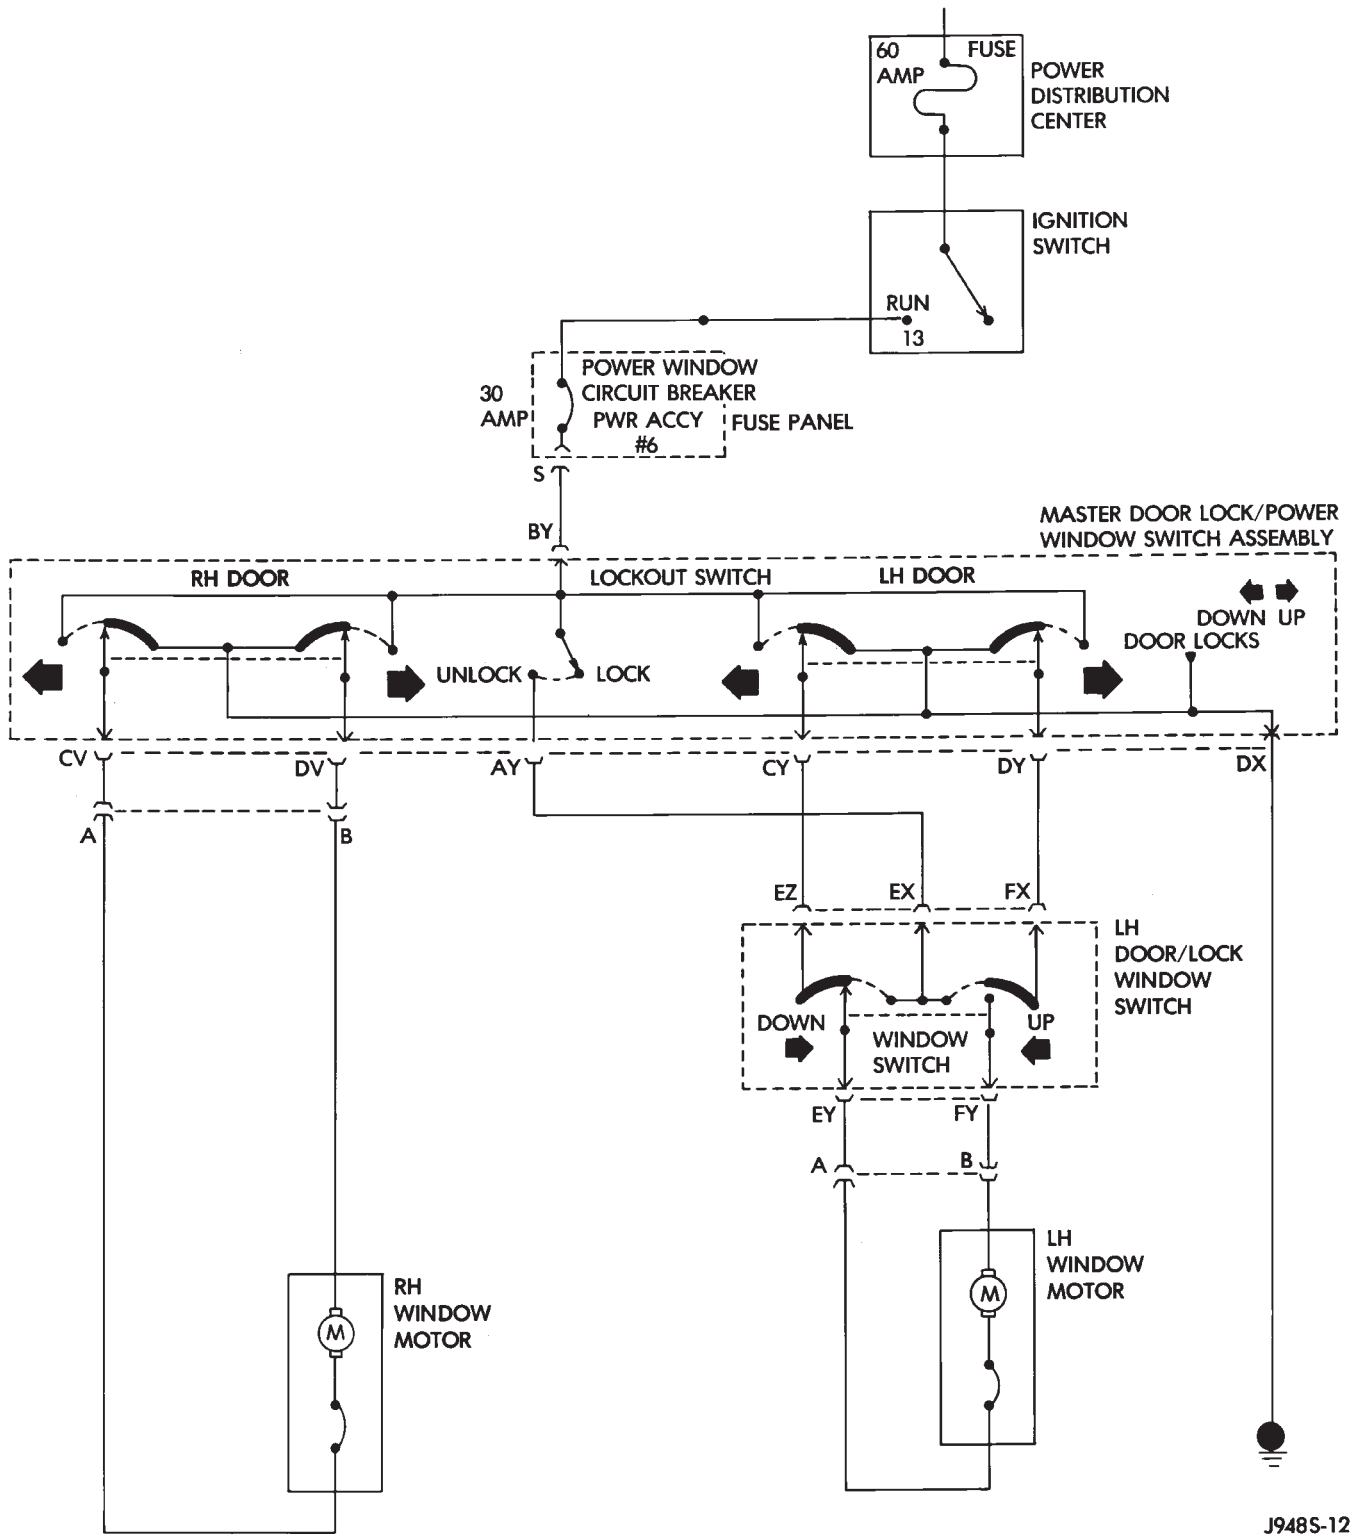 60 FUSE
AMP
POWER
DISTRIBUTION
CENTER
IGNITION
SWITCH
RUN
13
POWER WINDOW
CIRCUIT BREAKER
PWR ACCY
#6
30
AMP
FUSE PANEL
S
BY
MASTER DOOR LOCK/POWER
WINDOW SWITCH ASSEMBLY
RH DOOR
LOCKOUT SWITCH
LH DOOR
DOWN UP
DOOR LOCKS
UNLOCK
LOCK
CV
DV
AY
CY
DY
DX
A
B
EZ
EX
FX
LH
DOOR/LOCK
WINDOW
SWITCH
DOWN
UP
WINDOW
SWITCH
EY
FY
A
B
LH
WINDOW
MOTOR
M
RH
WINDOW
MOTOR
M
J948S-12